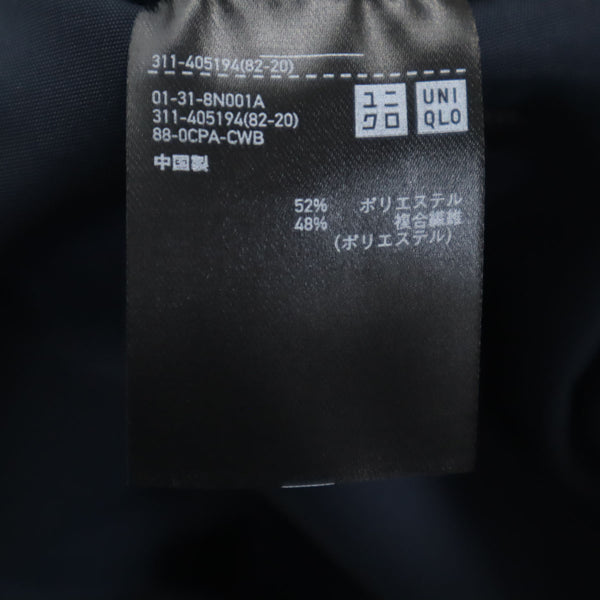 311-405194(82-20)
01-31-8N001A
311-405194(82-20)
88-0CPA-CWB
中国製
ユニ
クロ
UNI
QLO
52% ポリエステル
48% 複合繊維
(ポリエステル)